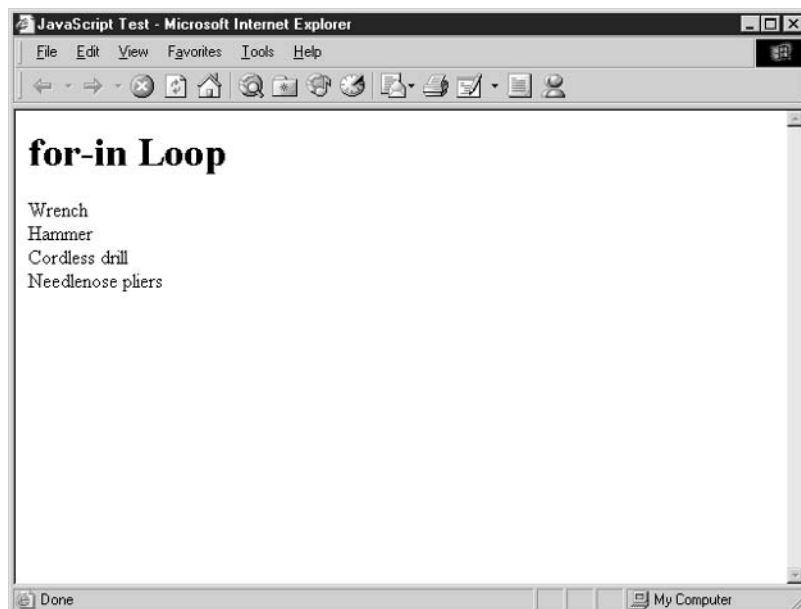 JavaScript Test - Microsoft Internet Explorer
File Edit View Favorites Tools Help
for-in Loop
Wrench
Hammer
Cordless drill
Needlenose pliers
Done
My Computer